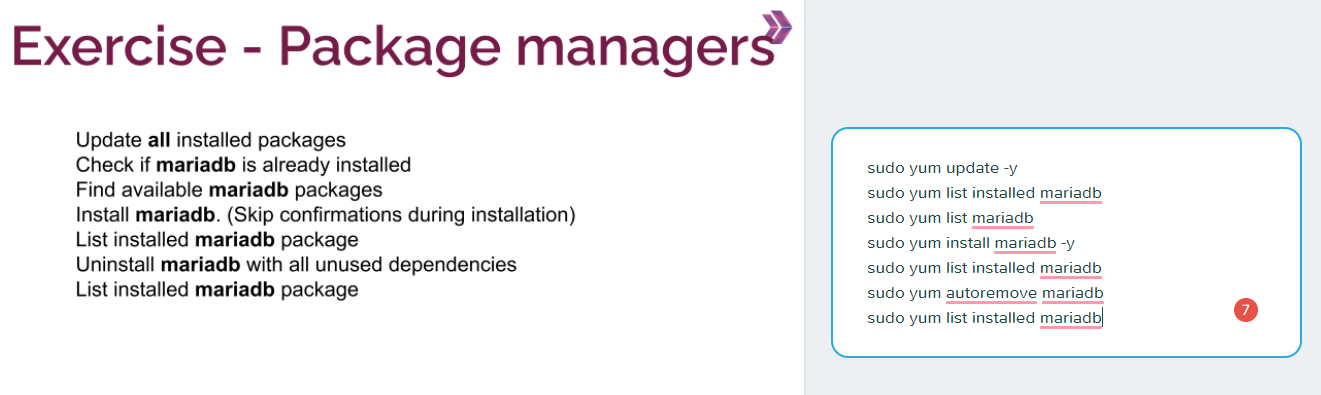 Exercise - Package managers
Update all installed packages
Check if mariadb is already installed
Find available mariadb packages
Install mariadb. (Skip confirmations during installation)
List installed mariadb package
Uninstall mariadb with all unused dependencies
List installed mariadb package
sudo yum update -y
sudo yum list installed mariadb
sudo yum list mariadb
sudo yum install mariadb -y
sudo yum list installed mariadb
sudo yum autoremove mariadb
sudo yum list installed mariadb
7